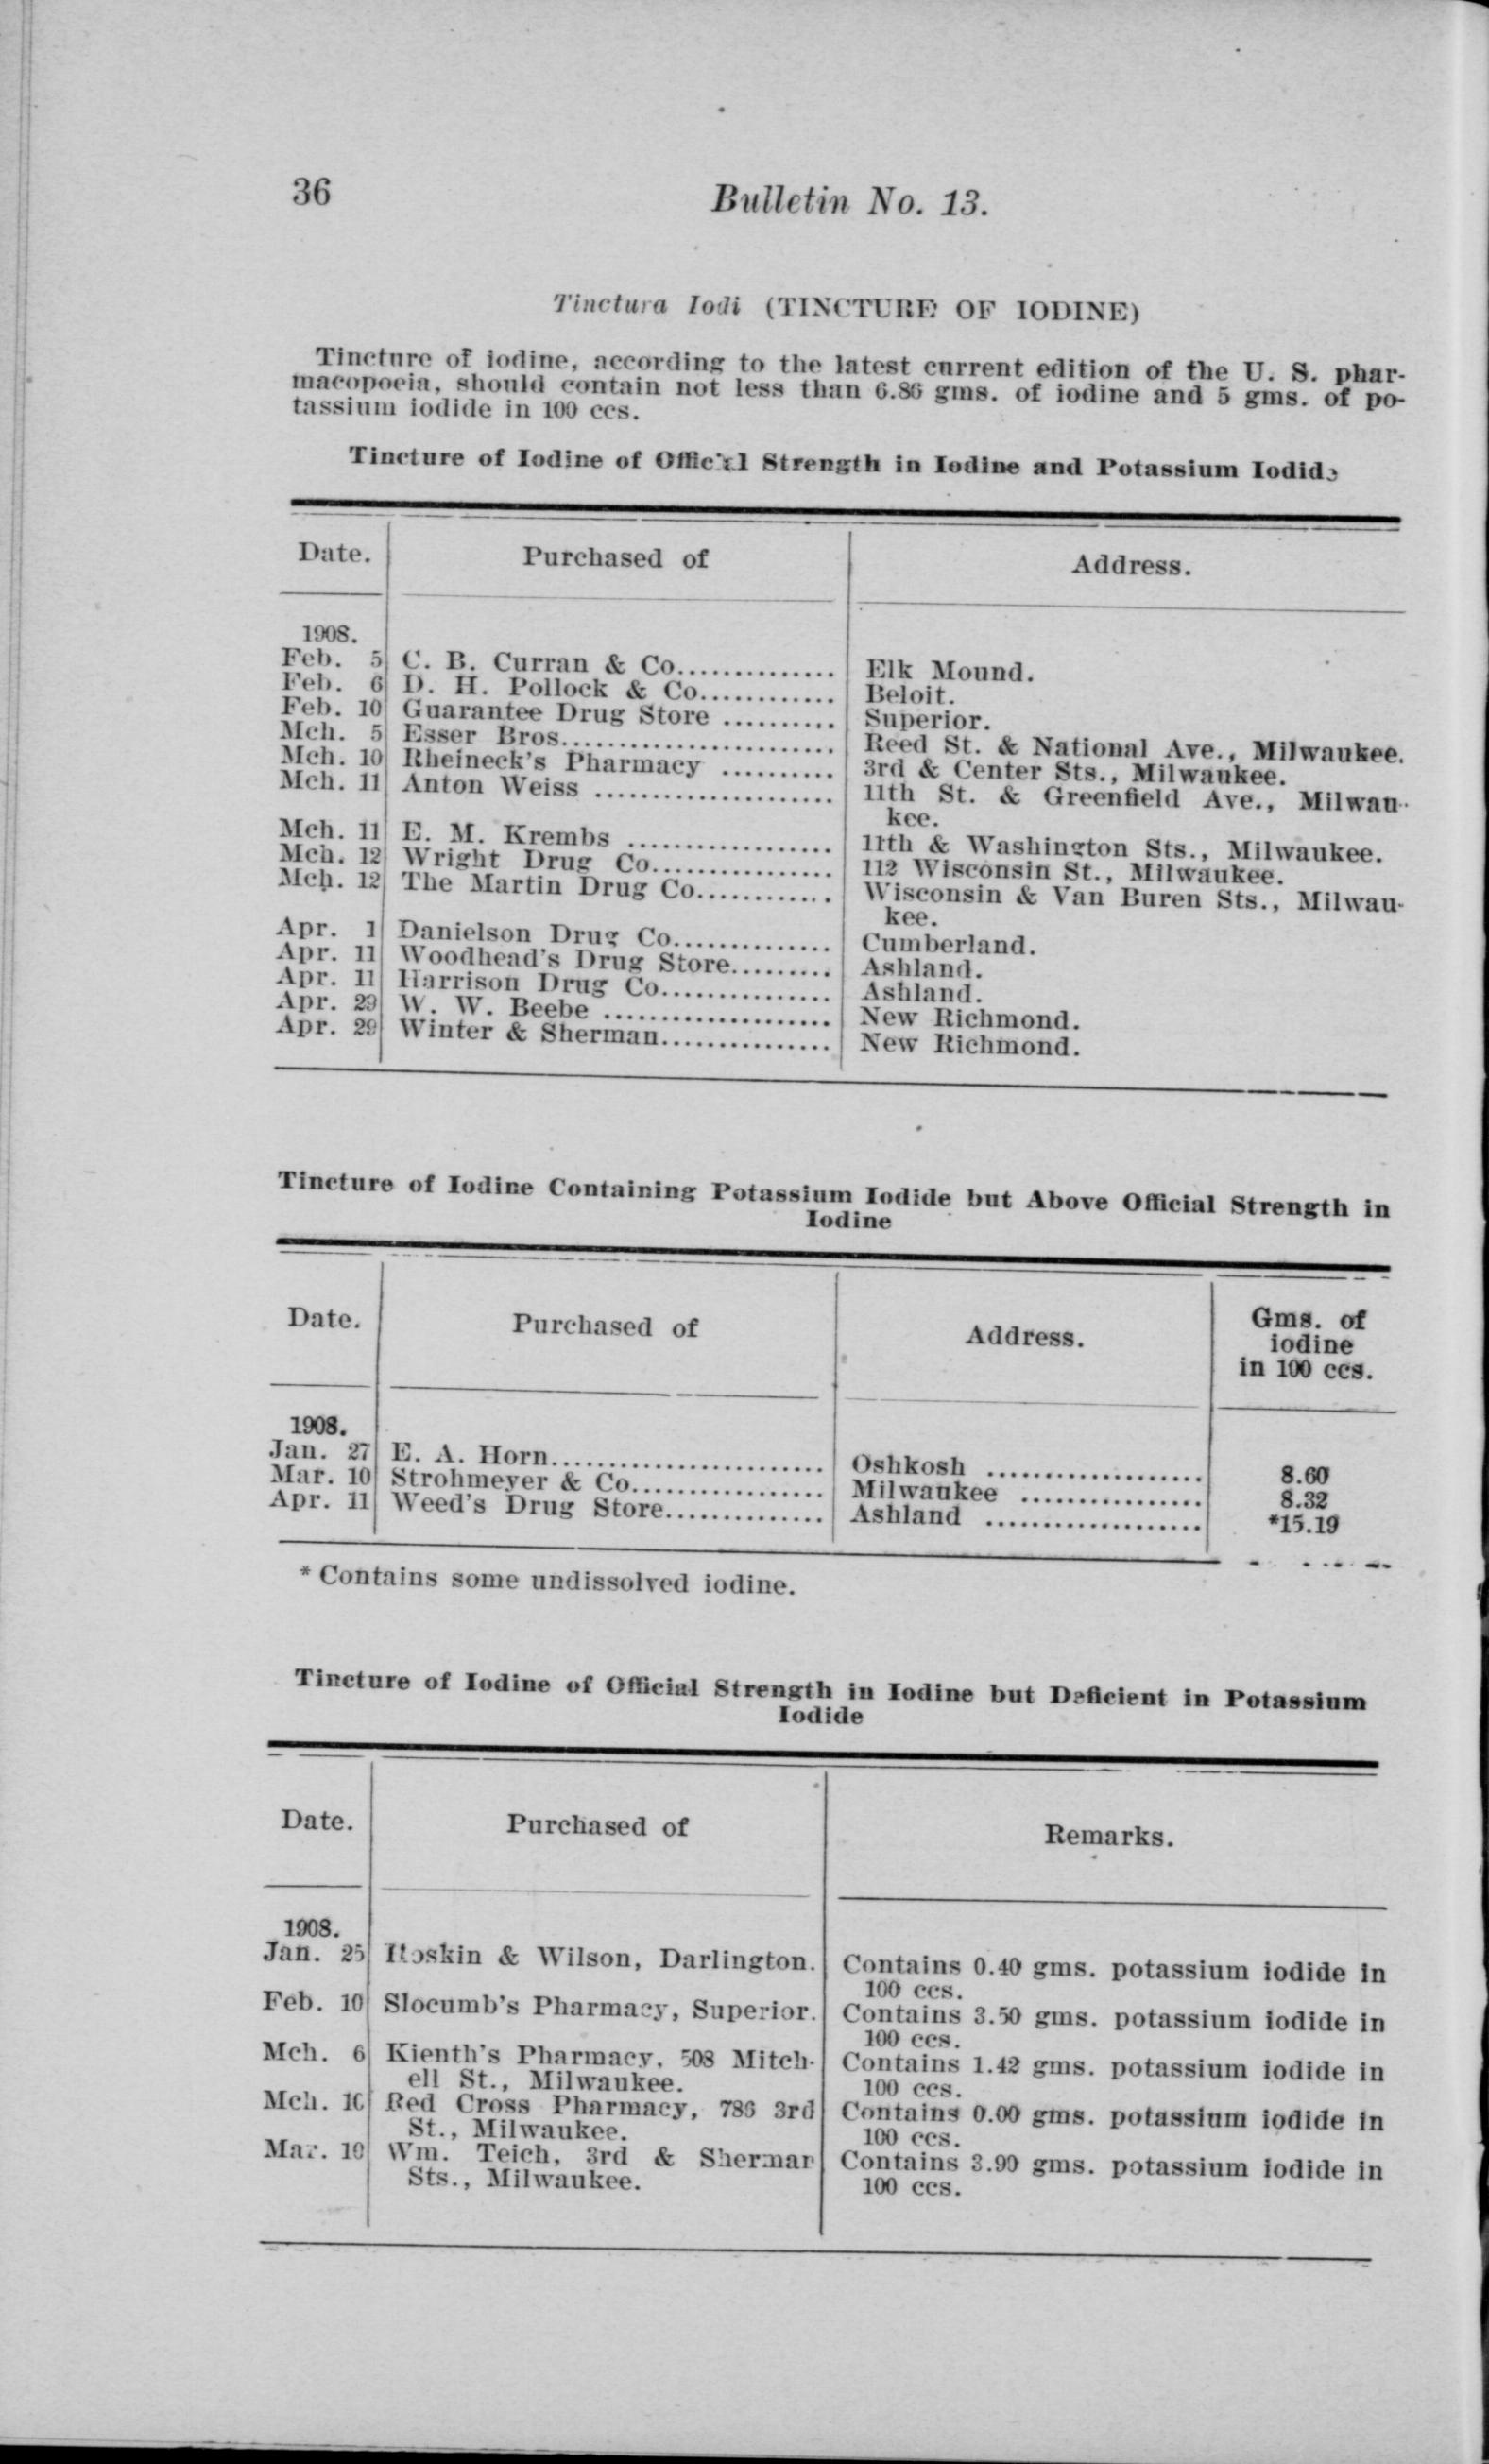 36
Bulletin No. 13.
Tinctura Iodi (TINCTURE OF IODINE)
Tincture of iodine, according to the latest current edition of the U. S. phar-
macopoeia, should contain not less than 6.86 gms. of iodine and 5 gms. of po-
tassium iodide in 100 ccs.
Tincture of Iodine of Official Strength in Iodine and Potassium Iodide
Date. Purchased of Address.
1908.
Feb. 5 C. B. Curran & Co.............. Elk Mound.
Feb. 6 D. H. Pollock & Co............ Beloit.
Feb. 10 Guarantee Drug Store .......... Superior.
Mch. 5 Esser Bros........................ Reed St. & National Ave., Milwaukee.
Mch. 10 Rheineck's Pharmacy .......... 3rd & Center Sts., Milwaukee.
Mch. 11 Anton Weiss ..................... 11th St. & Greenfield Ave., Milwau-
kee.
Mch. 11 E. M. Krembs .................. 11th & Washington Sts., Milwaukee.
Mch. 12 Wright Drug Co................ 112 Wisconsin St., Milwaukee.
Mch. 12 The Martin Drug Co............ Wisconsin & Van Buren Sts., Milwau-
kee.
Apr. 1 Danielson Drug Co.............. Cumberland.
Apr. 11 Woodhead's Drug Store......... Ashland.
Apr. 11 Harrison Drug Co............... Ashland.
Apr. 29 W. W. Beebe .................... New Richmond.
Apr. 29 Winter & Sherman............... New Richmond.
Tincture of Iodine Containing Potassium Iodide but Above Official Strength in
Iodine
Date. Purchased of Address. Gms. of
iodine
in 100 ccs.
1908.
Jan. 27 E. A. Horn........................ Oshkosh ................... 8.60
Mar. 10 Strohmeyer & Co................. Milwaukee ................ 8.32
Apr. 11 Weed's Drug Store.............. Ashland ................... *15.19
* Contains some undissolved iodine.
Tincture of Iodine of Official Strength in Iodine but Deficient in Potassium
Iodide
Date. Purchased of Remarks.
1908.
Jan. 25 Hoskin & Wilson, Darlington. Contains 0.40 gms. potassium iodide in
100 ccs.
Feb. 10 Slocumb's Pharmacy, Superior. Contains 3.50 gms. potassium iodide in
100 ccs.
Mch. 6 Kienth's Pharmacy, 508 Mitch- Contains 1.42 gms. potassium iodide in
ell St., Milwaukee. 100 ccs.
Mch. 10 Red Cross Pharmacy, 786 3rd Contains 0.00 gms. potassium iodide in
St., Milwaukee. 100 ccs.
Mar. 10 Wm. Teich, 3rd & Sherman Contains 3.90 gms. potassium iodide in
Sts., Milwaukee. 100 ccs.